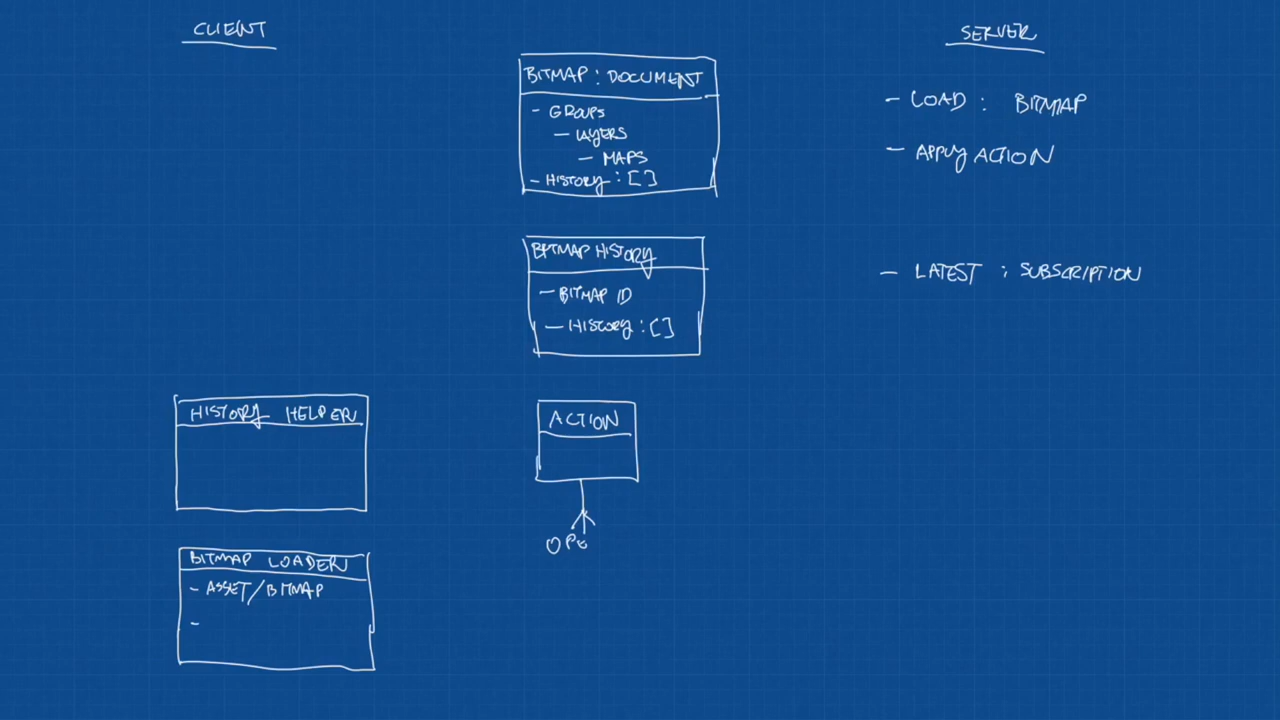 CLIENT
SERVER
BITMAP : DOCUMENT
- GROUPS
- LAYERS
- MAPS
- HISTORY : []
- LOAD : BITMAP
- APPLY ACTION
BITMAP HISTORY
- BITMAP ID
- HISTORY : []
- LATEST : SUBSCRIPTION
HISTORY HELPER
ACTION
BITMAP LOADER
- ASSET/BITMAP
-